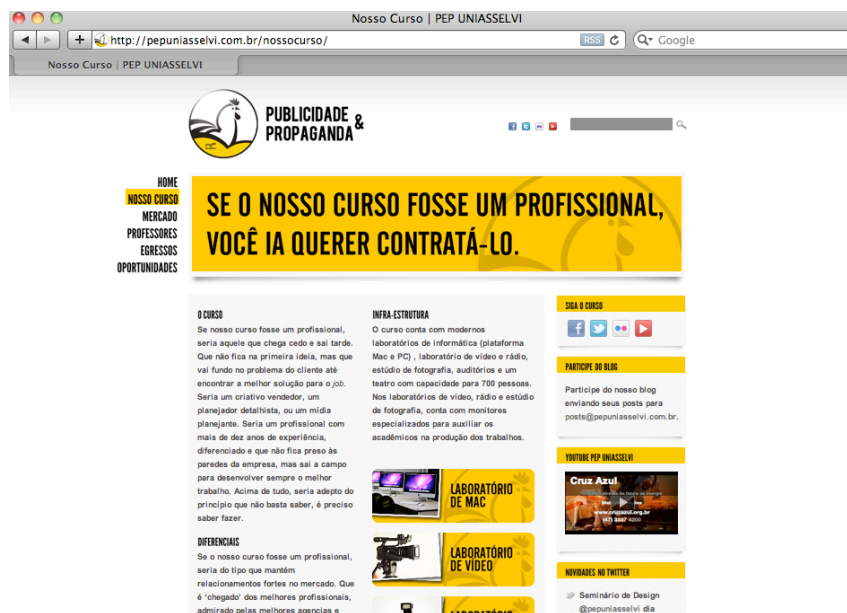 Nosso Curso | PEP UNIASSELVI
http://pepuniasselvi.com.br/nossocurso/
RSS
Google
Nosso Curso | PEP UNIASSELVI
PUBLICIDADE &
PROPAGANDA
HOME
NOSSO CURSO
MERCADO
PROFESSORES
EGRESSOS
OPORTUNIDADES
SE O NOSSO CURSO FOSSE UM PROFISSIONAL,
VOCÊ IA QUERER CONTRATÁ-LO.
O CURSO
Se nosso curso fosse um profissional,
seria aquele que chega cedo e sai tarde.
Que não fica na primeira ideia, mas que
vai fundo no problema do cliente até
encontrar a melhor solução para o job.
Seria um criativo vendedor, um
planejador detalhista, ou um mídia
planejante. Seria um profissional com
mais de dez anos de experiência,
diferenciado e que não fica preso às
paredes da empresa, mas sai a campo
para desenvolver sempre o melhor
trabalho. Acima de tudo, seria adepto do
princípio que não basta saber, é preciso
saber fazer.
DIFERENCIAIS
Se o nosso curso fosse um profissional,
seria do tipo que mantém
relacionamentos fortes no mercado. Que
é 'chegado' dos melhores profissionais,
admirado pelas melhores agencias e
INFRA-ESTRUTURA
O curso conta com modernos
laboratórios de informática (plataforma
Mac e PC) , laboratório de vídeo e rádio,
estúdio de fotografia, auditórios e um
teatro com capacidade para 700 pessoas.
Nos laboratórios de vídeo, rádio e estúdio
de fotografia, conta com monitores
especializados para auxiliar os
acadêmicos na produção dos trabalhos.
LABORATÓRIO
DE MAC
LABORATÓRIO
DE VÍDEO
LABORATÓRIO
SIGA O CURSO
PARTICIPE DO BLOG
Participe do nosso blog
enviando seus posts para
posts@pepuniasselvi.com.br.
YOUTUBE PEP UNIASSELVI
Cruz Azul
www.cruzazul.org.br
(47) 3337 4200
NOVIDADES NO TWITTER
Seminário de Design
@pepuniasselvi dia